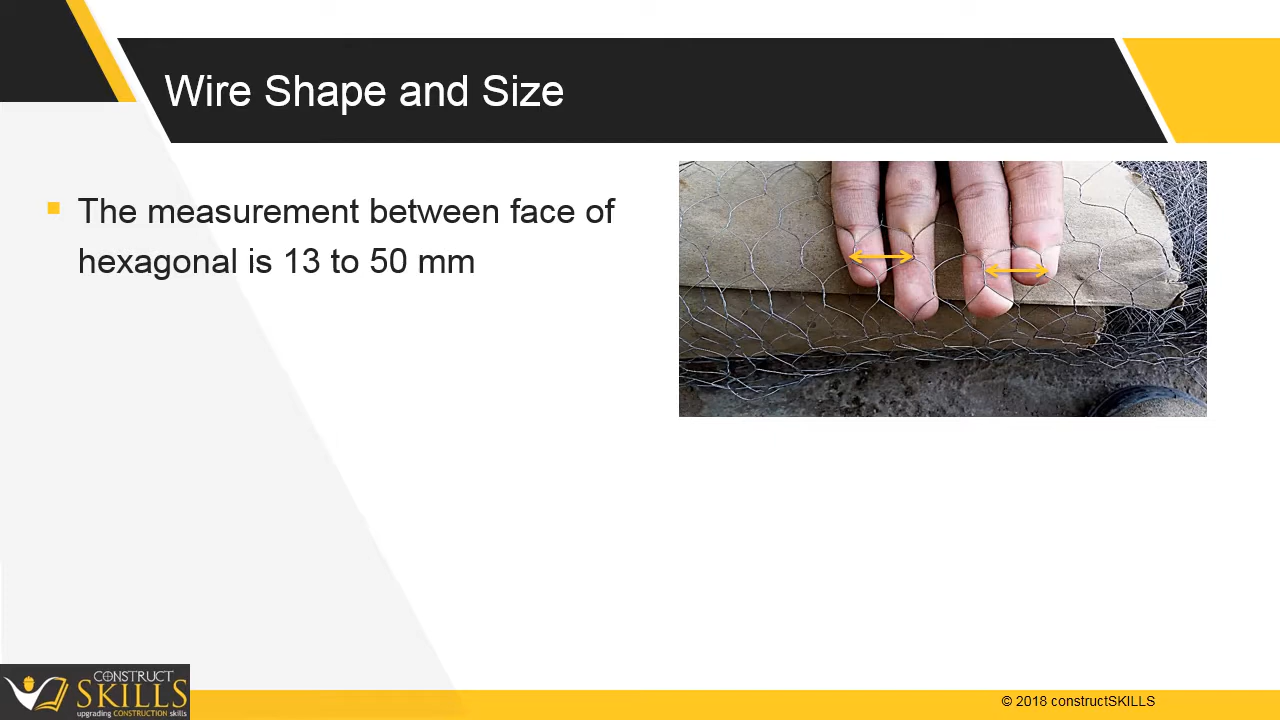 Wire Shape and Size
The measurement between face of
hexagonal is 13 to 50 mm
CONSTRUCT
SKILLS
upgrading CONSTRUCTION skills
© 2018 constructSKILLS